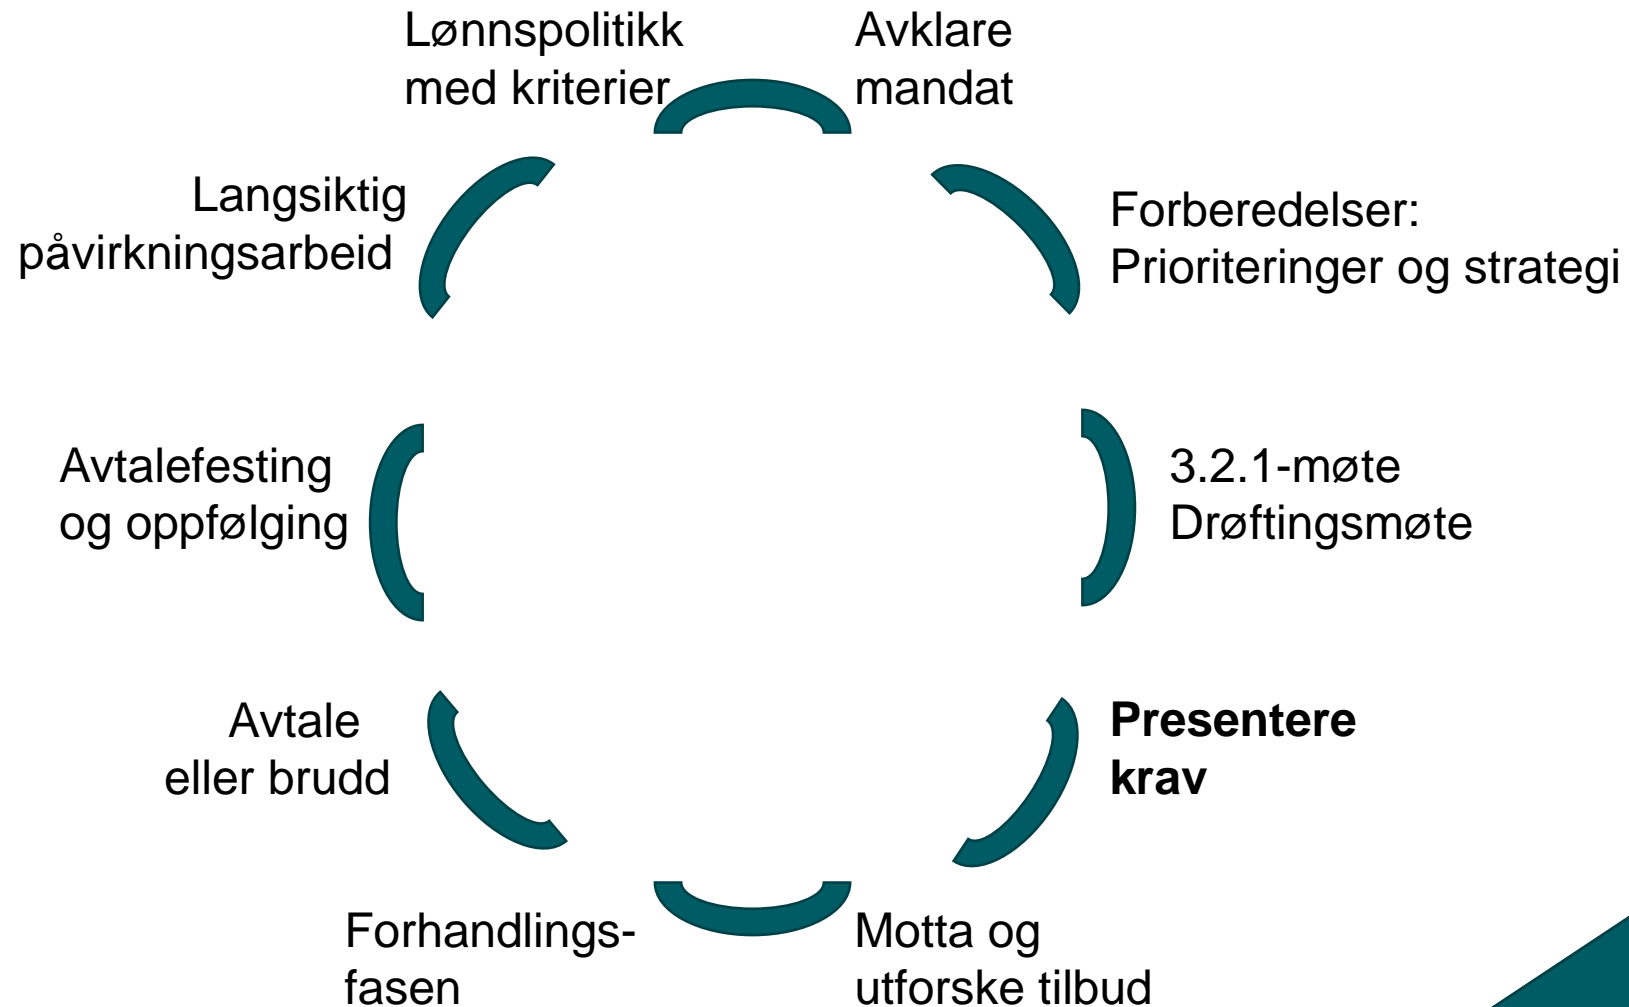 Lønnspolitikk
med kriterier
Avklare
mandat
Forberedelser:
Prioriteringer og strategi
3.2.1-møte
Drøftingsmøte
Presentere
krav
Motta og
utforske tilbud
Forhandlings-
fasen
Avtale
eller brudd
Avtalefesting
og oppfølging
Langsiktig
påvirkningsarbeid